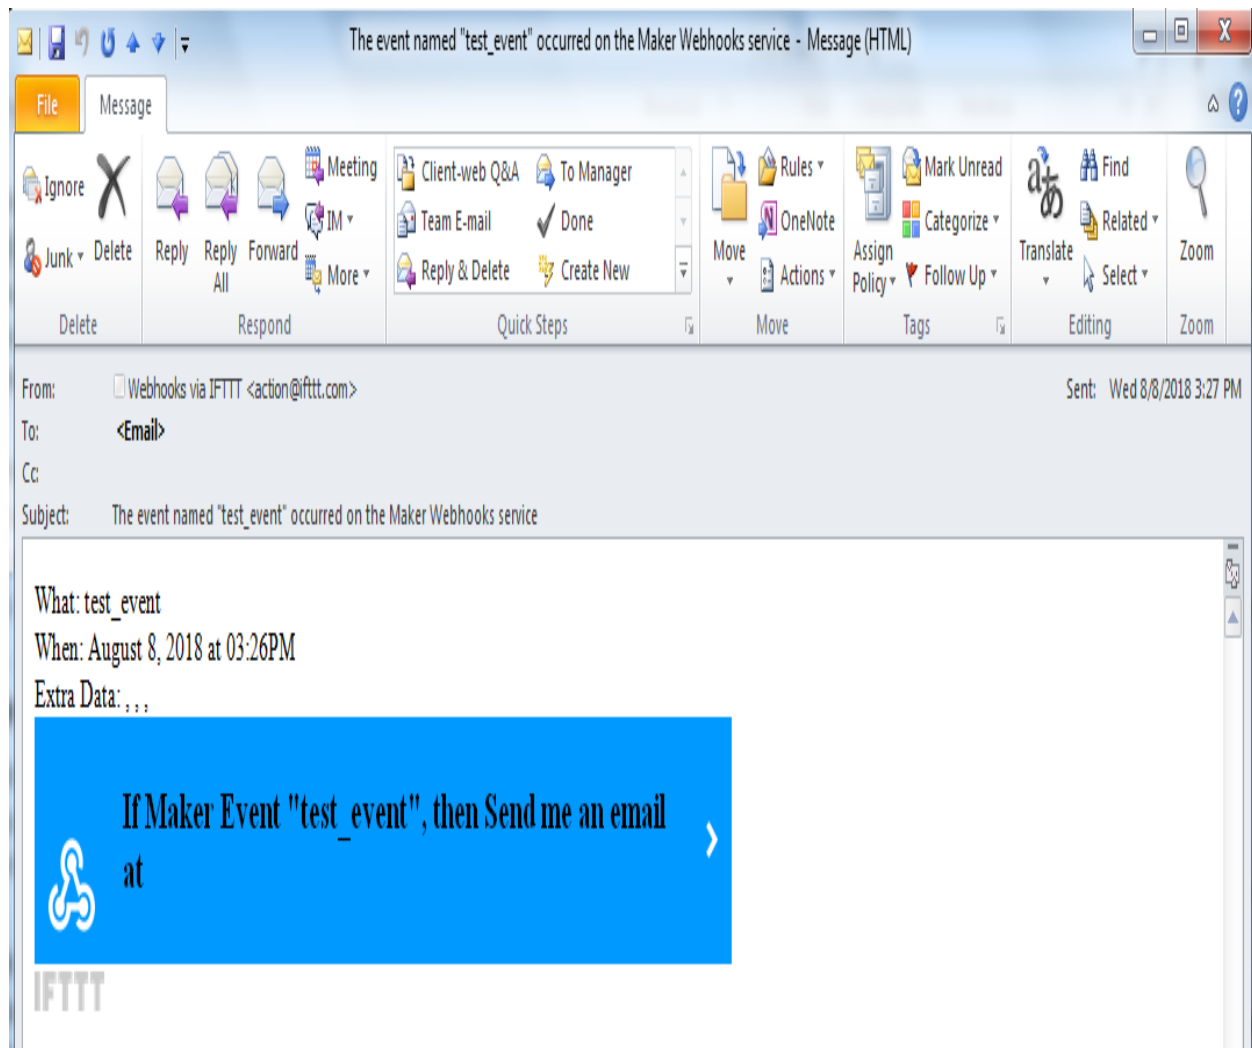 The event named "test_event" occurred on the Maker Webhooks service - Message (HTML)
File Message
Ignore
Junk
Delete
Reply
Reply All
Forward
Meeting
IM
More
Client-web Q&A
To Manager
Team E-mail
Done
Reply & Delete
Create New
Move
Rules
OneNote
Actions
Assign Policy
Mark Unread
Categorize
Follow Up
Translate
Find
Related
Select
Zoom
Delete Respond Quick Steps Move Tags Editing Zoom
From: Webhooks via IFTTT <action@ifttt.com> Sent: Wed 8/8/2018 3:27 PM
To: <Email>
Cc:
Subject: The event named "test_event" occurred on the Maker Webhooks service
What: test_event
When: August 8, 2018 at 03:26PM
Extra Data: , , ,
If Maker Event "test_event", then Send me an email
at
IFTTT